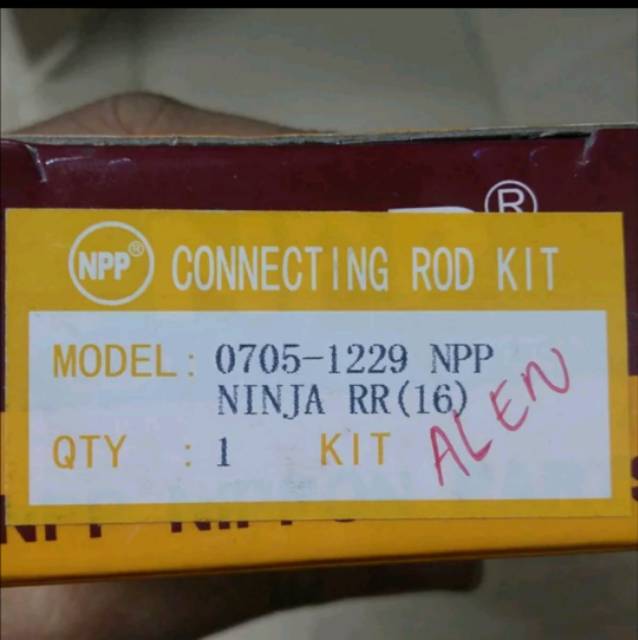 ®
NPP® CONNECTING ROD KIT
MODEL: 0705-1229 NPP
NINJA RR(16)
QTY : 1 KIT
ALEN